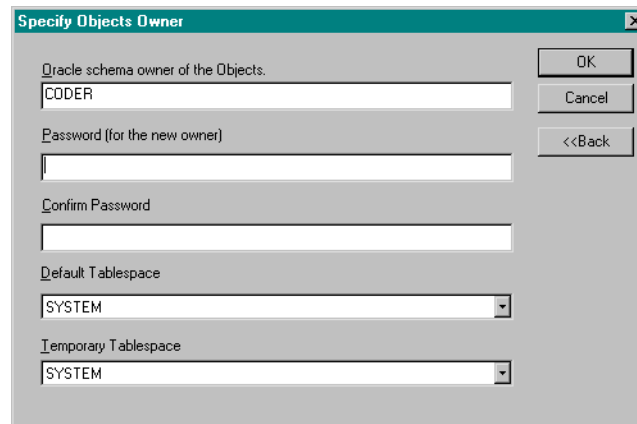 Specify Objects Owner
Oracle schema owner of the Objects.
CODER
Password (for the new owner)
Confirm Password
Default Tablespace
SYSTEM
Temporary Tablespace
SYSTEM
OK
Cancel
<<Back